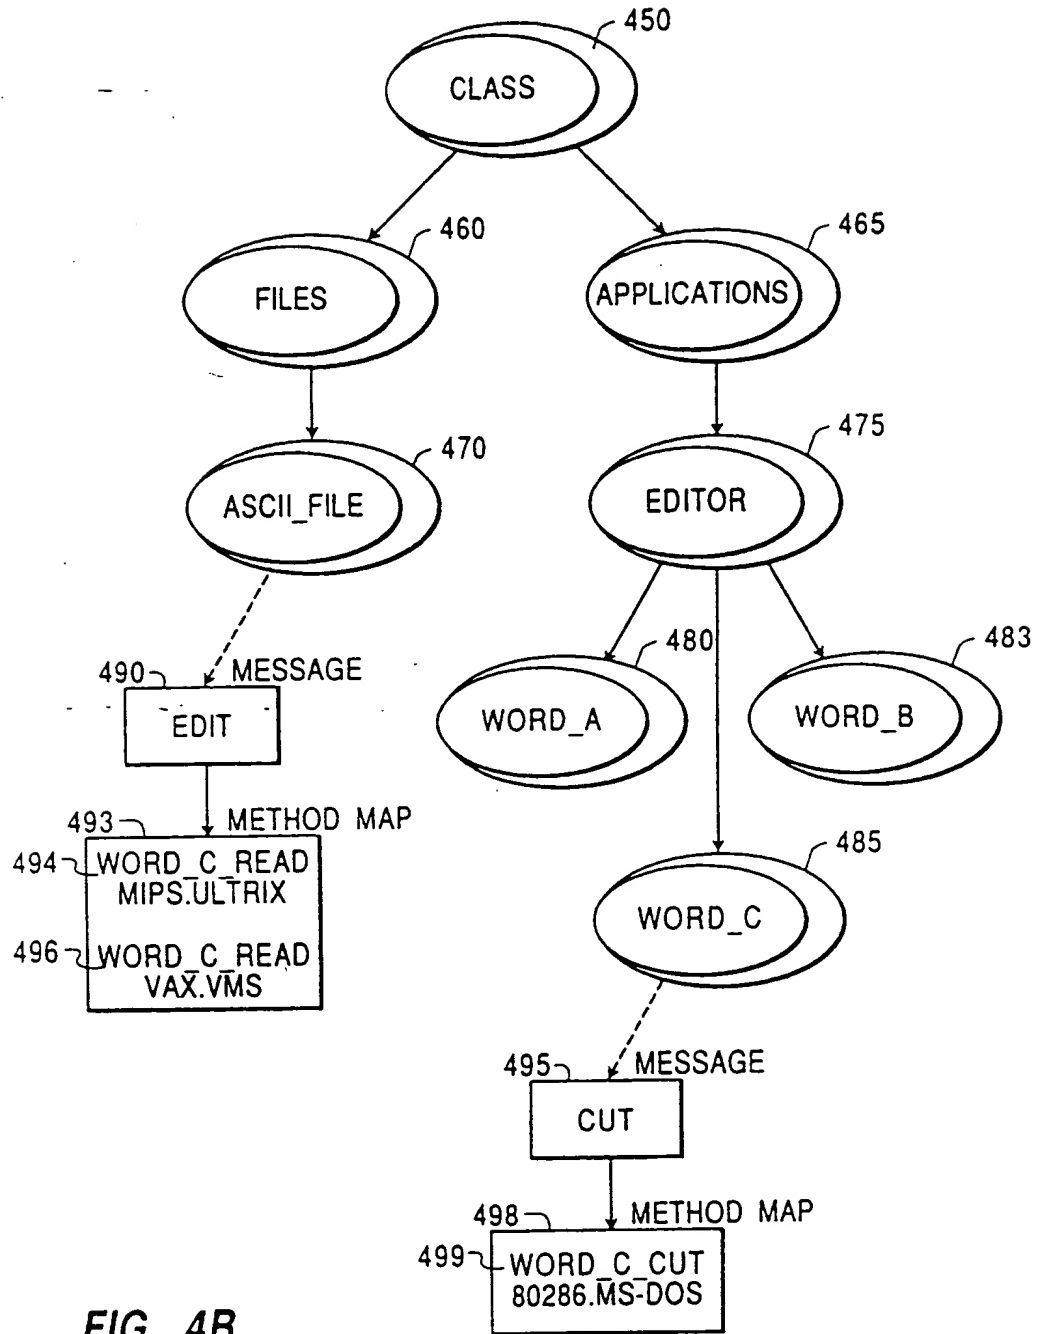 450
CLASS
460
465
FILES
APPLICATIONS
470
475
ASCII_FILE
EDITOR
490
MESSAGE
480
483
EDIT
WORD_A
WORD_B
493
METHOD MAP
494
WORD_C_READ
MIPS.ULTRIX
485
496
WORD_C_READ
VAX.VMS
WORD_C
495
MESSAGE
CUT
498
METHOD MAP
499
WORD_C_CUT
80286.MS-DOS
FIG. 4B